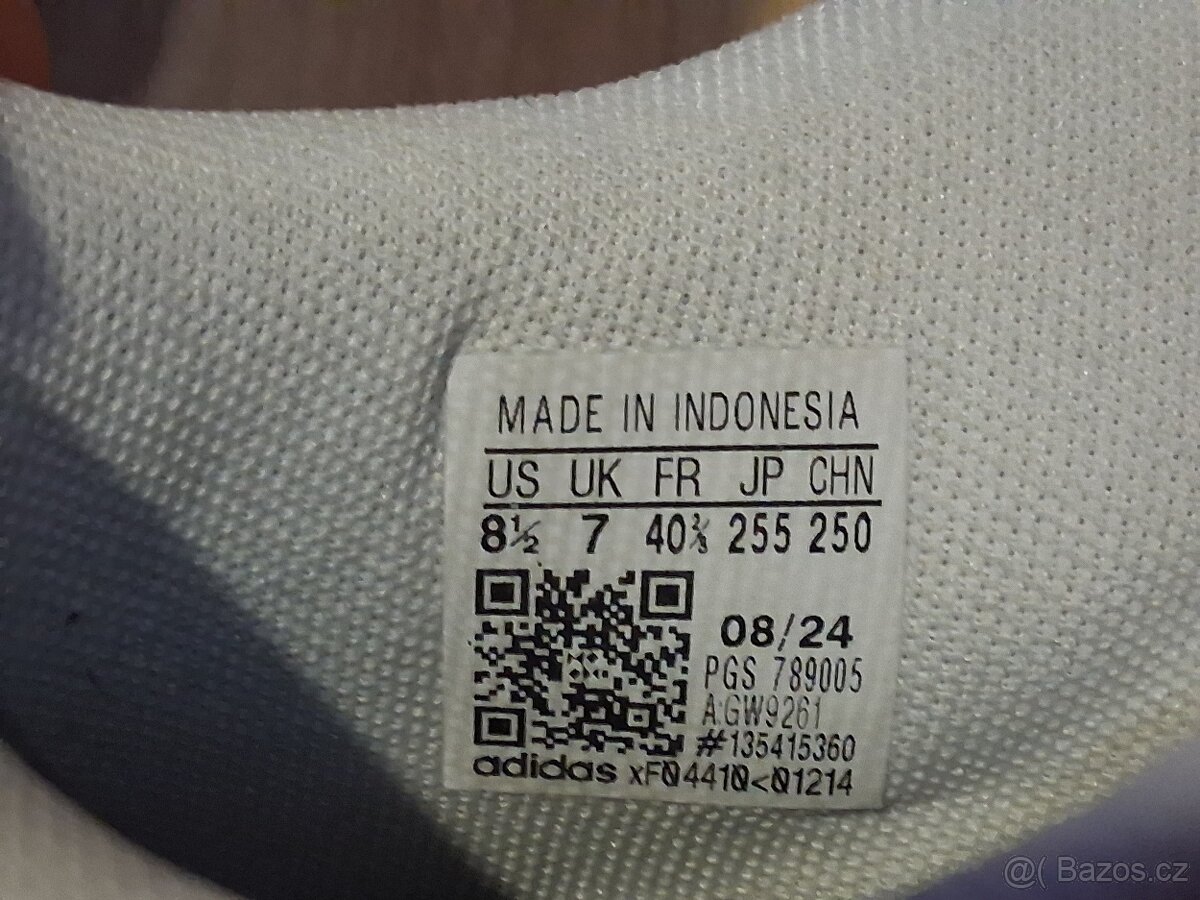 MADE IN INDONESIA
US UK FR JP CHN
8½ 7 40⅔ 255 250
08/24
PGS 789005
A:GW9261
#135415360
adidas xF04410<01214
@( Bazos.cz